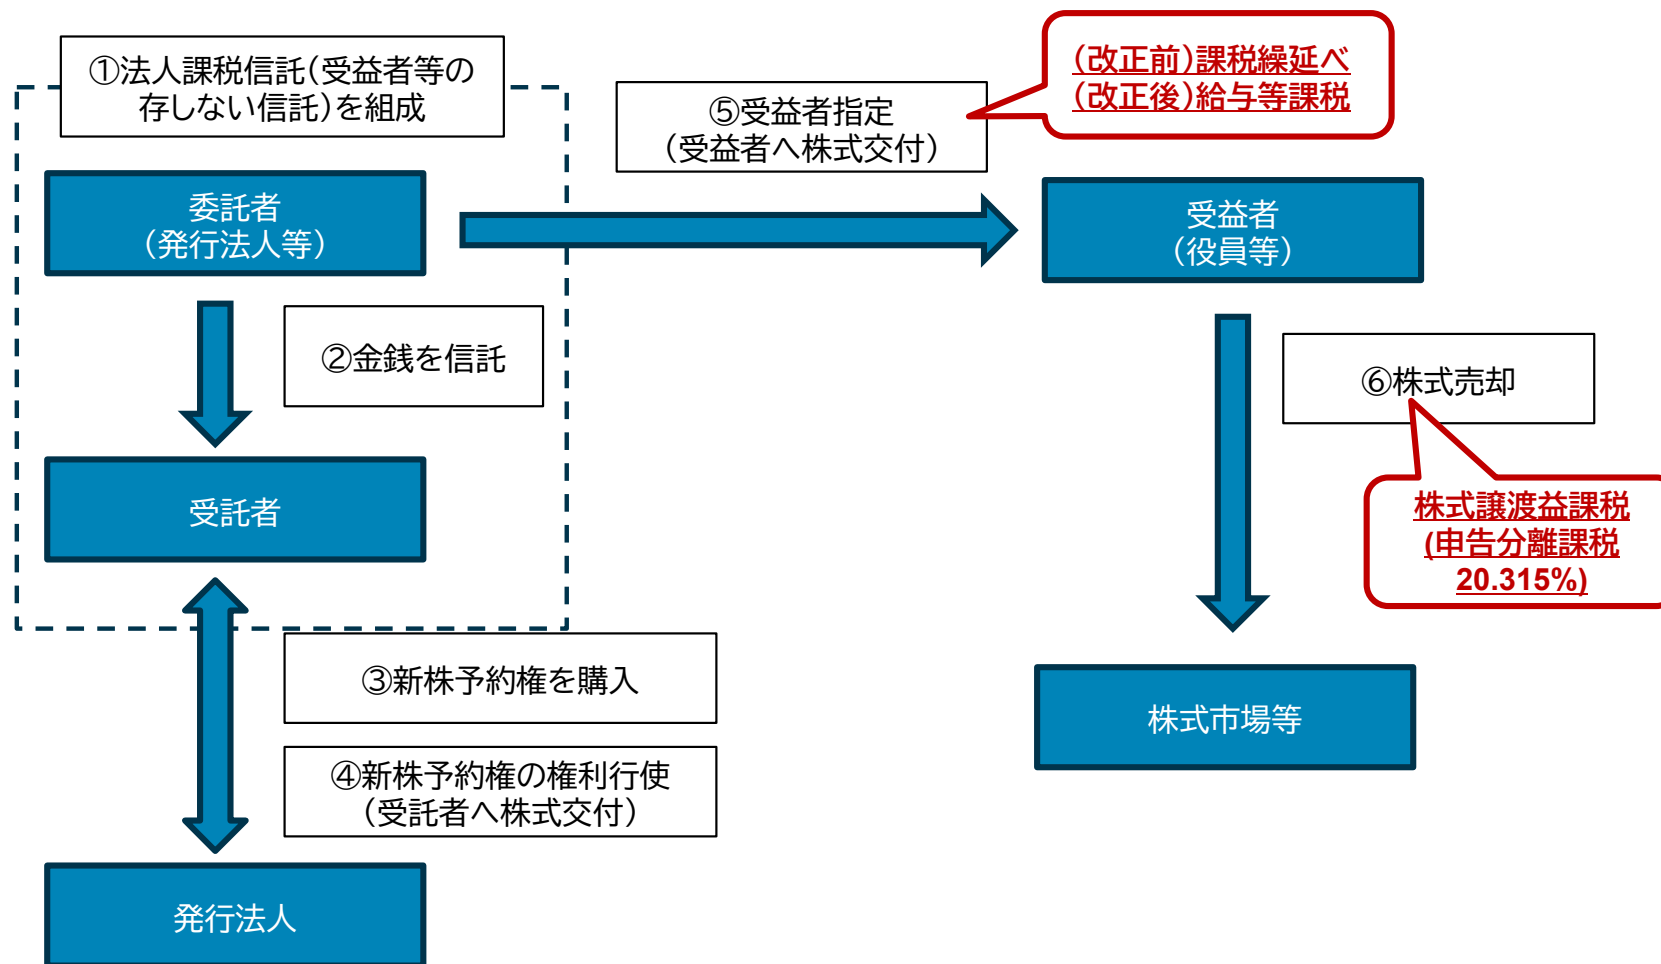 ①法人課税信託(受益者等の
存しない信託)を組成
委託者
(発行法人等)
②金銭を信託
受託者
③新株予約権を購入
④新株予約権の権利行使
(受託者へ株式交付)
発行法人
⑤受益者指定
(受益者へ株式交付)
(改正前)課税繰延べ
(改正後)給与等課税
受益者
(役員等)
⑥株式売却
株式譲渡益課税
(申告分離課税
20.315%)
株式市場等